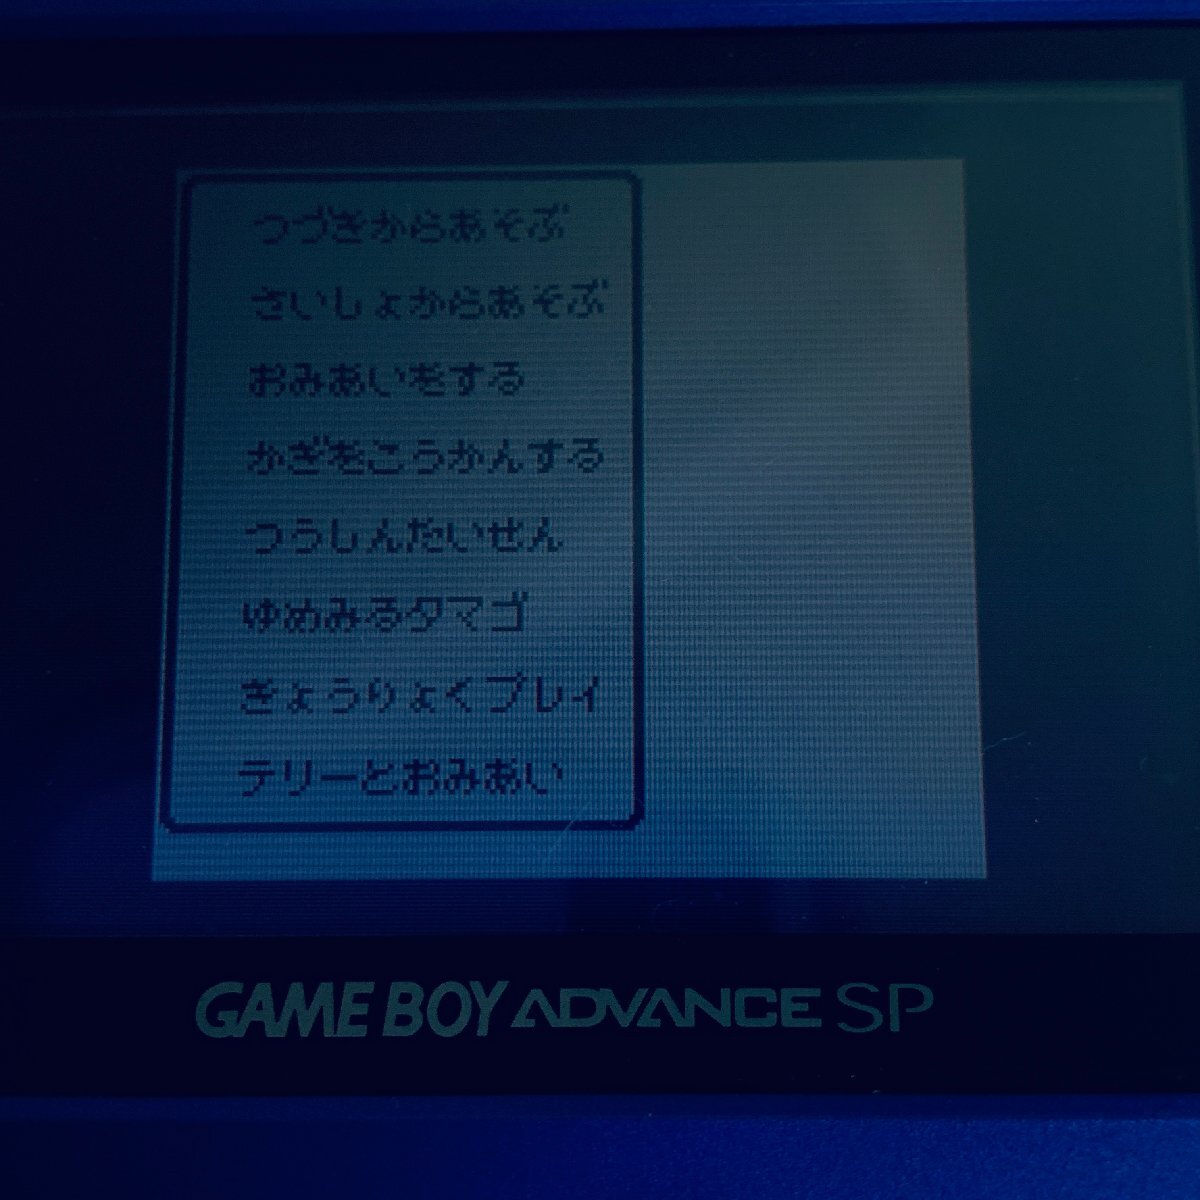 つづきからあそぶ
さいしょからあそぶ
おみあいをする
かぎをこうかんする
つうしんたいせん
ゆめみるタマゴ
きょうりょくプレイ
テリーとおみあい
GAME BOY ADVANCE SP